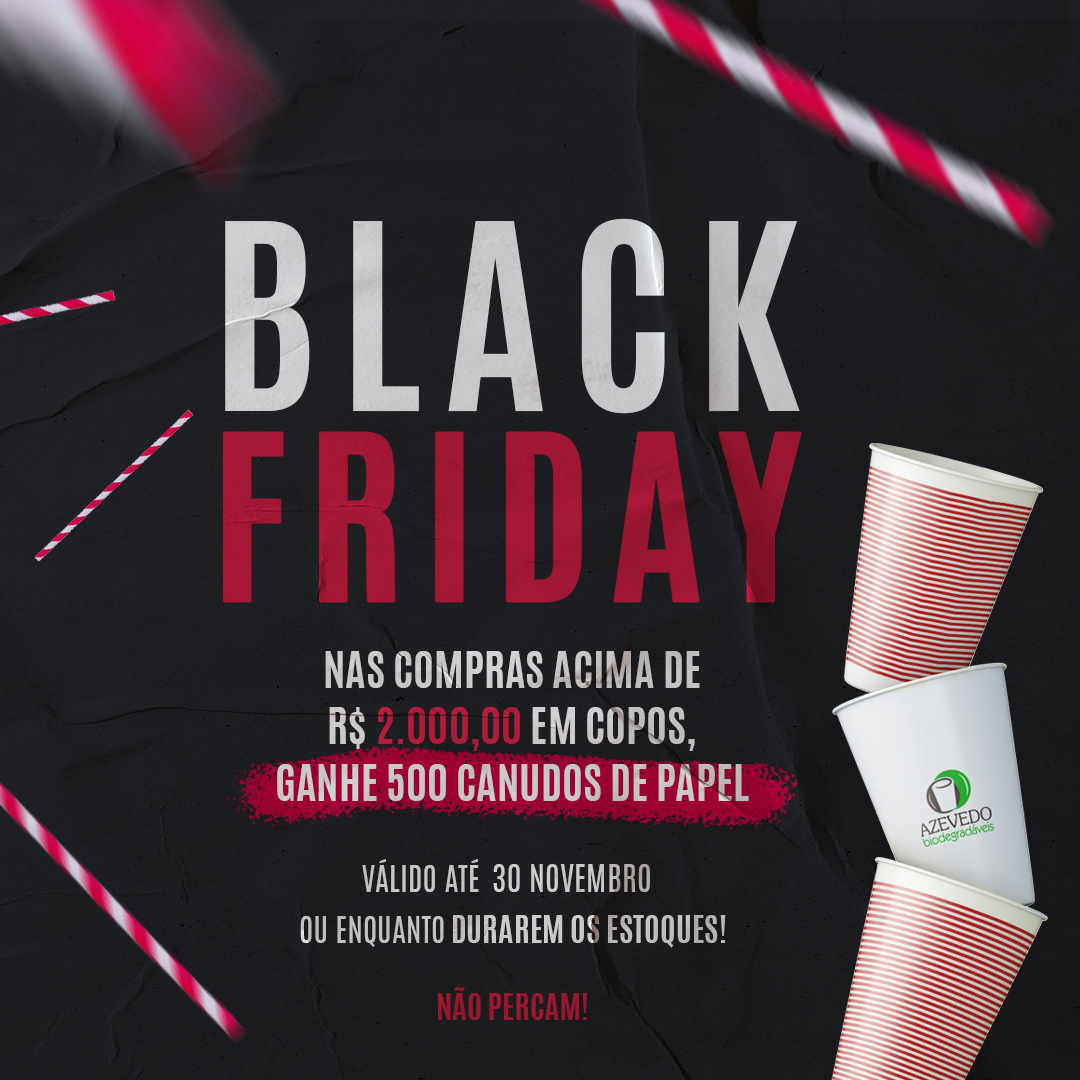 BLACK
FRIDAY
NAS COMPRAS ACIMA DE
R$ 2.000,00 EM COPOS,
GANHE 500 CANUDOS DE PAPEL
VÁLIDO ATÉ 30 NOVEMBRO
OU ENQUANTO DURAREM OS ESTOQUES!
NÃO PERCAM!
AZEVEDO
biodegradáveis